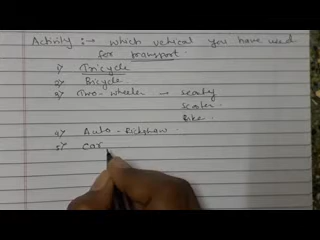 Activity :→ which vehical you have used
for transport.
1) Tricycle
2) Bicycle.
3) Two-wheeler → scooty
Scooter
Bike.
4) Auto-Rickshaw.
5) Car